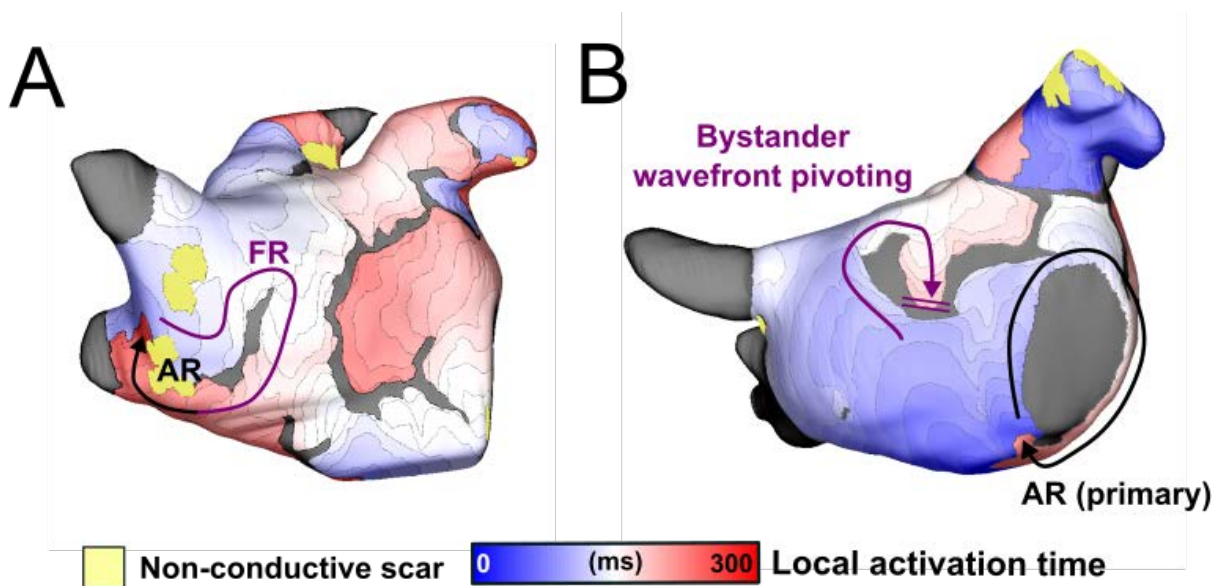 A
B
Bystander
wavefront pivoting
FR
AR
AR (primary)
Non-conductive scar
0 (ms) 300
Local activation time